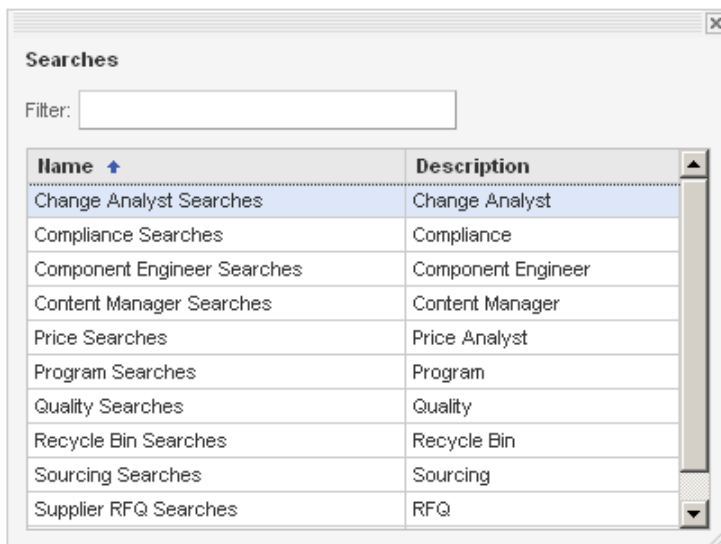 Searches
Filter:
Name Description
Change Analyst Searches Change Analyst
Compliance Searches Compliance
Component Engineer Searches Component Engineer
Content Manager Searches Content Manager
Price Searches Price Analyst
Program Searches Program
Quality Searches Quality
Recycle Bin Searches Recycle Bin
Sourcing Searches Sourcing
Supplier RFQ Searches RFQ